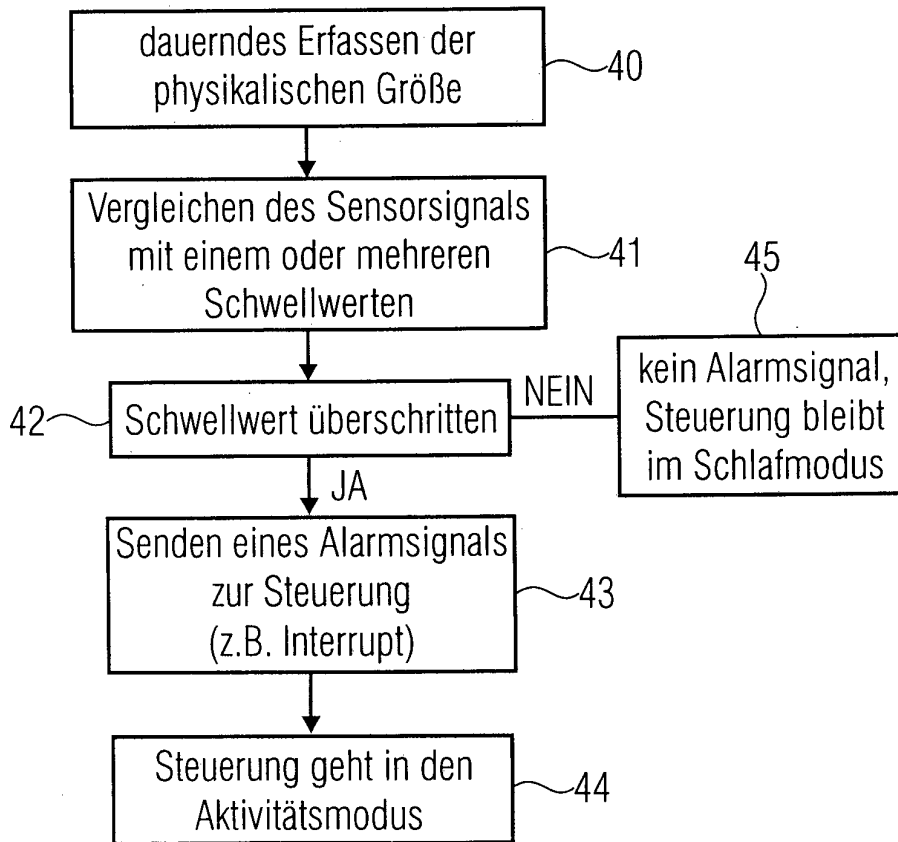 dauerndes Erfassen der
physikalischen Größe
40
Vergleichen des Sensorsignals
mit einem oder mehreren
Schwellwerten
41
45
kein Alarmsignal,
Steuerung bleibt
im Schlafmodus
42
Schwellwert überschritten
NEIN
JA
Senden eines Alarmsignals
zur Steuerung
(z.B. Interrupt)
43
Steuerung geht in den
Aktivitätsmodus
44